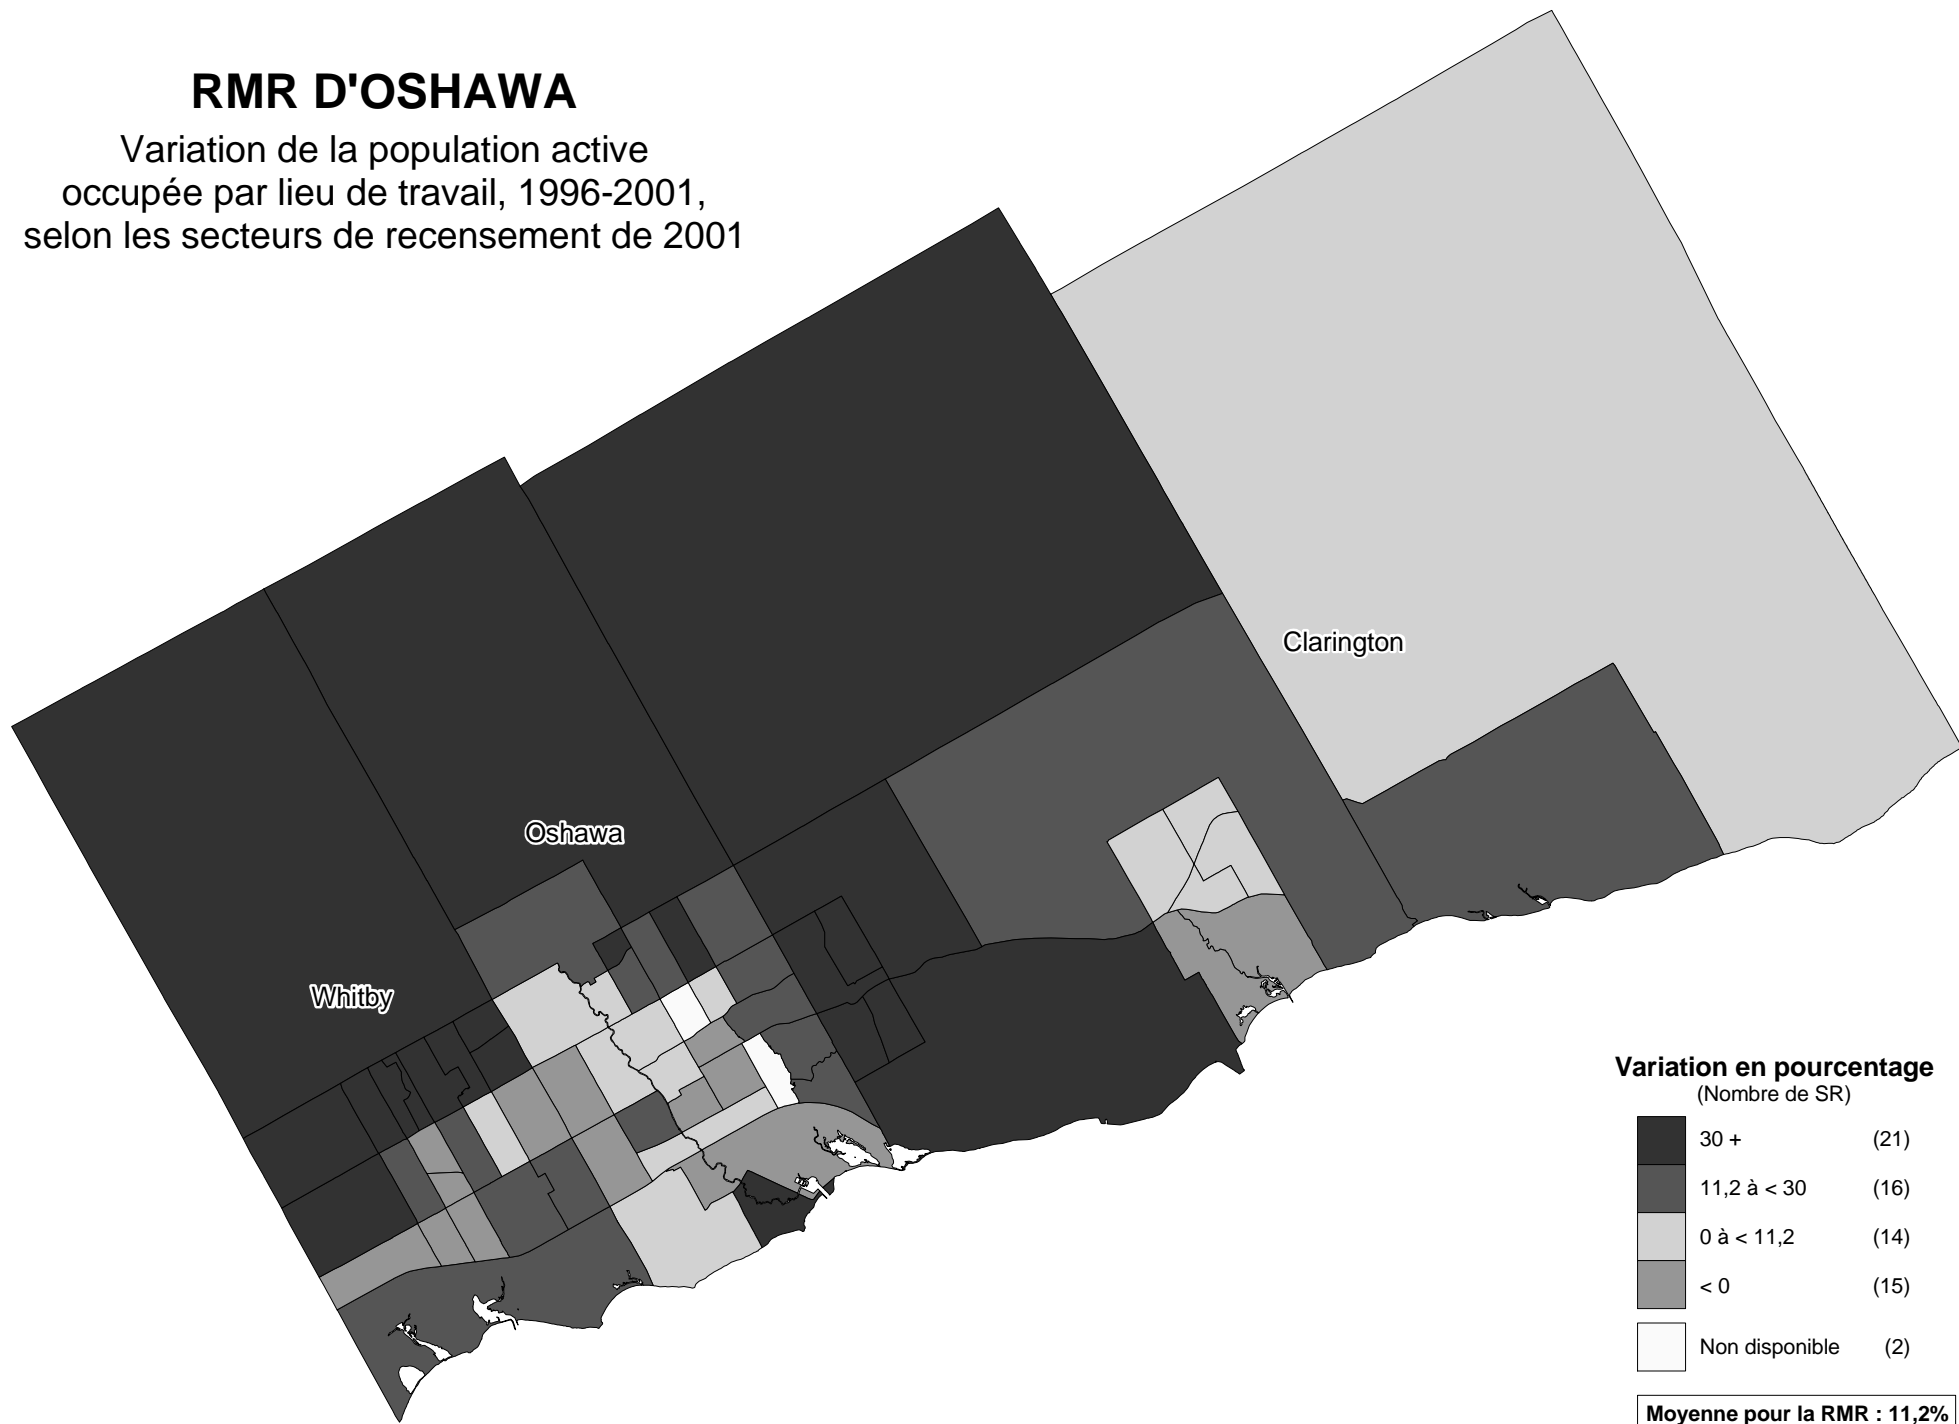 RMR D'OSHAWA
Variation de la population active
occupée par lieu de travail, 1996-2001,
selon les secteurs de recensement de 2001
Clarington
Oshawa
Whitby
Variation en pourcentage
(Nombre de SR)
30 + (21)
11,2 à < 30 (16)
0 à < 11,2 (14)
< 0 (15)
Non disponible (2)
Moyenne pour la RMR : 11,2%